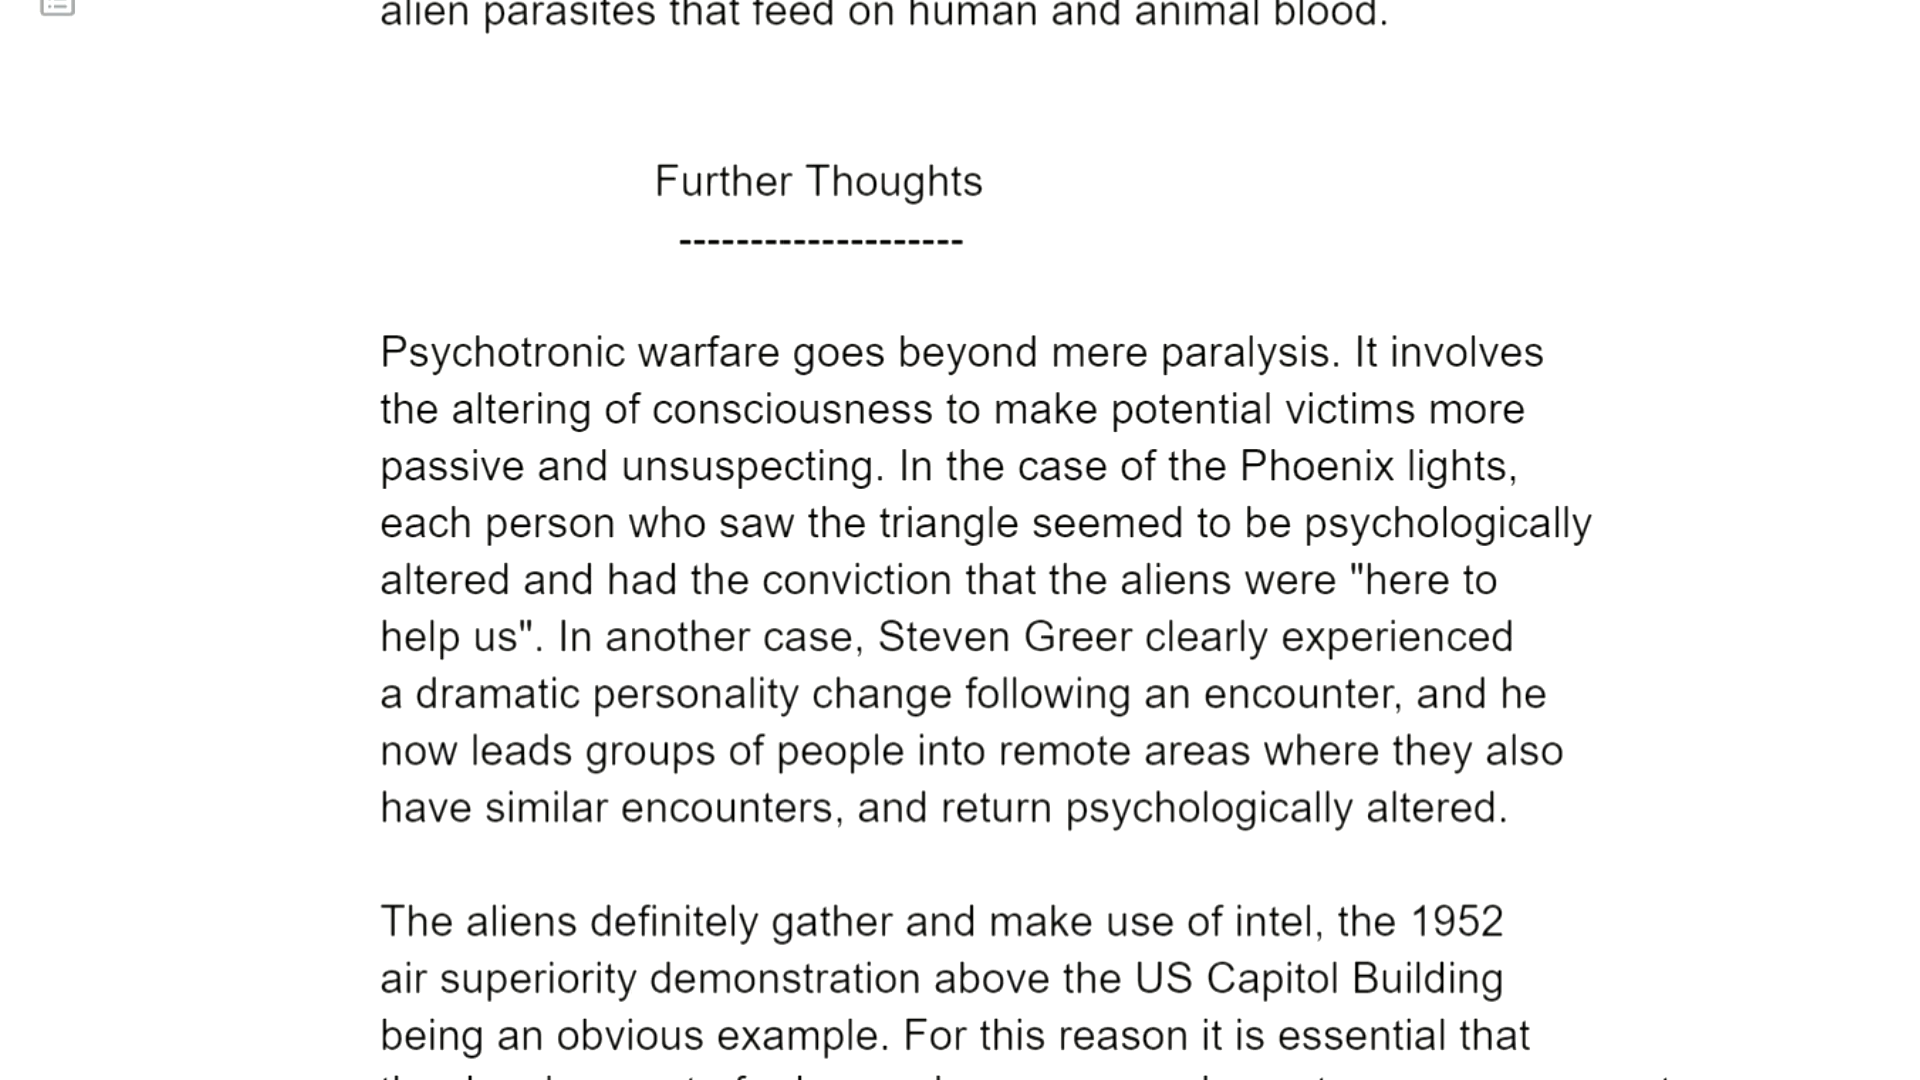 alien parasites that feed on human and animal blood.
Further Thoughts
--------------------
Psychotronic warfare goes beyond mere paralysis. It involves
the altering of consciousness to make potential victims more
passive and unsuspecting. In the case of the Phoenix lights,
each person who saw the triangle seemed to be psychologically
altered and had the conviction that the aliens were "here to
help us". In another case, Steven Greer clearly experienced
a dramatic personality change following an encounter, and he
now leads groups of people into remote areas where they also
have similar encounters, and return psychologically altered.
The aliens definitely gather and make use of intel, the 1952
air superiority demonstration above the US Capitol Building
being an obvious example. For this reason it is essential that